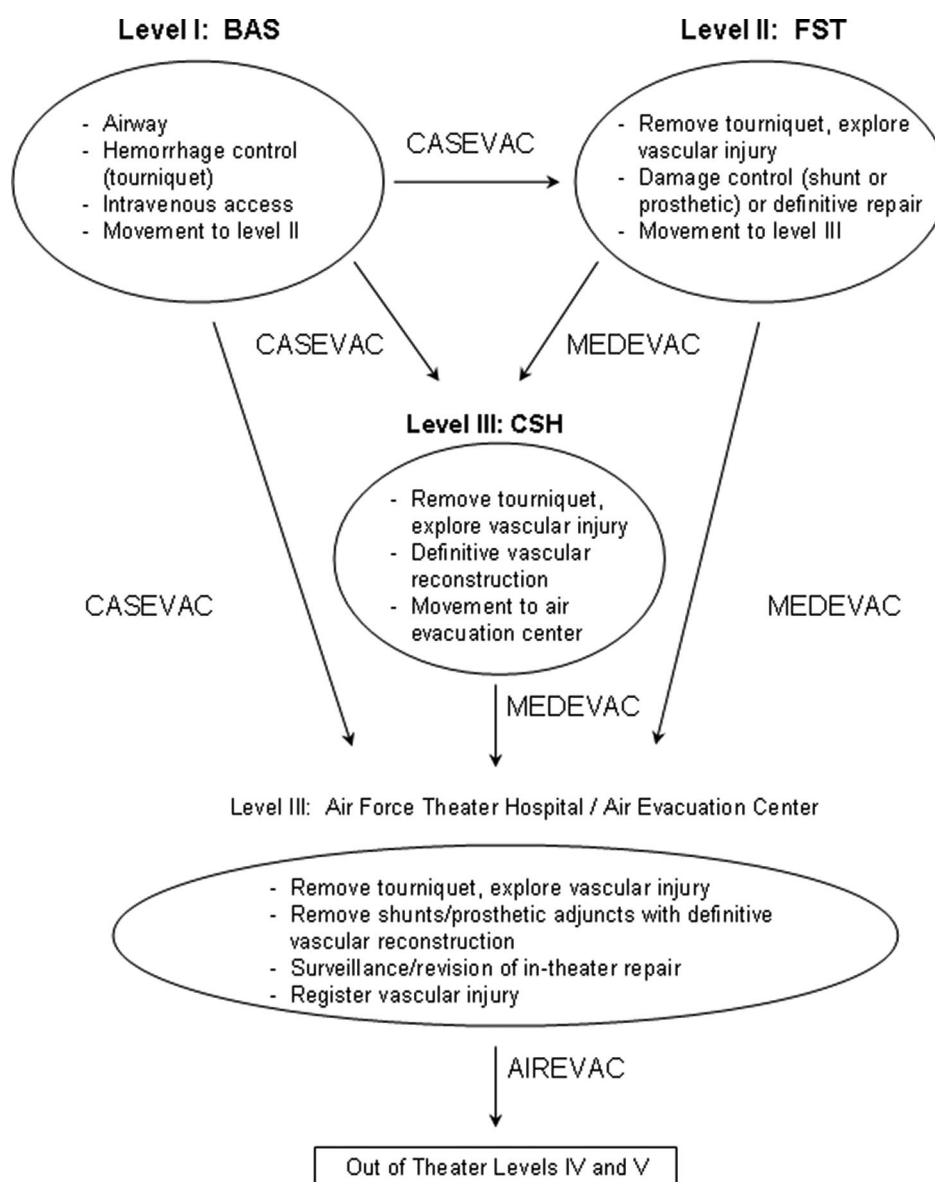 Level I: BAS
Level II: FST
- Airway
- Hemorrhage control
(tourniquet)
- Intravenous access
- Movement to level II
CASEVAC
- Remove tourniquet, explore
vascular injury
- Damage control (shunt or
prosthetic) or definitive repair
- Movement to level III
CASEVAC
MEDEVAC
Level III: CSH
- Remove tourniquet,
explore vascular injury
- Definitive vascular
reconstruction
- Movement to air
evacuation center
CASEVAC
MEDEVAC
MEDEVAC
Level III: Air Force Theater Hospital / Air Evacuation Center
- Remove tourniquet, explore vascular injury
- Remove shunts/prosthetic adjuncts with definitive
vascular reconstruction
- Surveillance/revision of in-theater repair
- Register vascular injury
AIREVAC
Out of Theater Levels IV and V